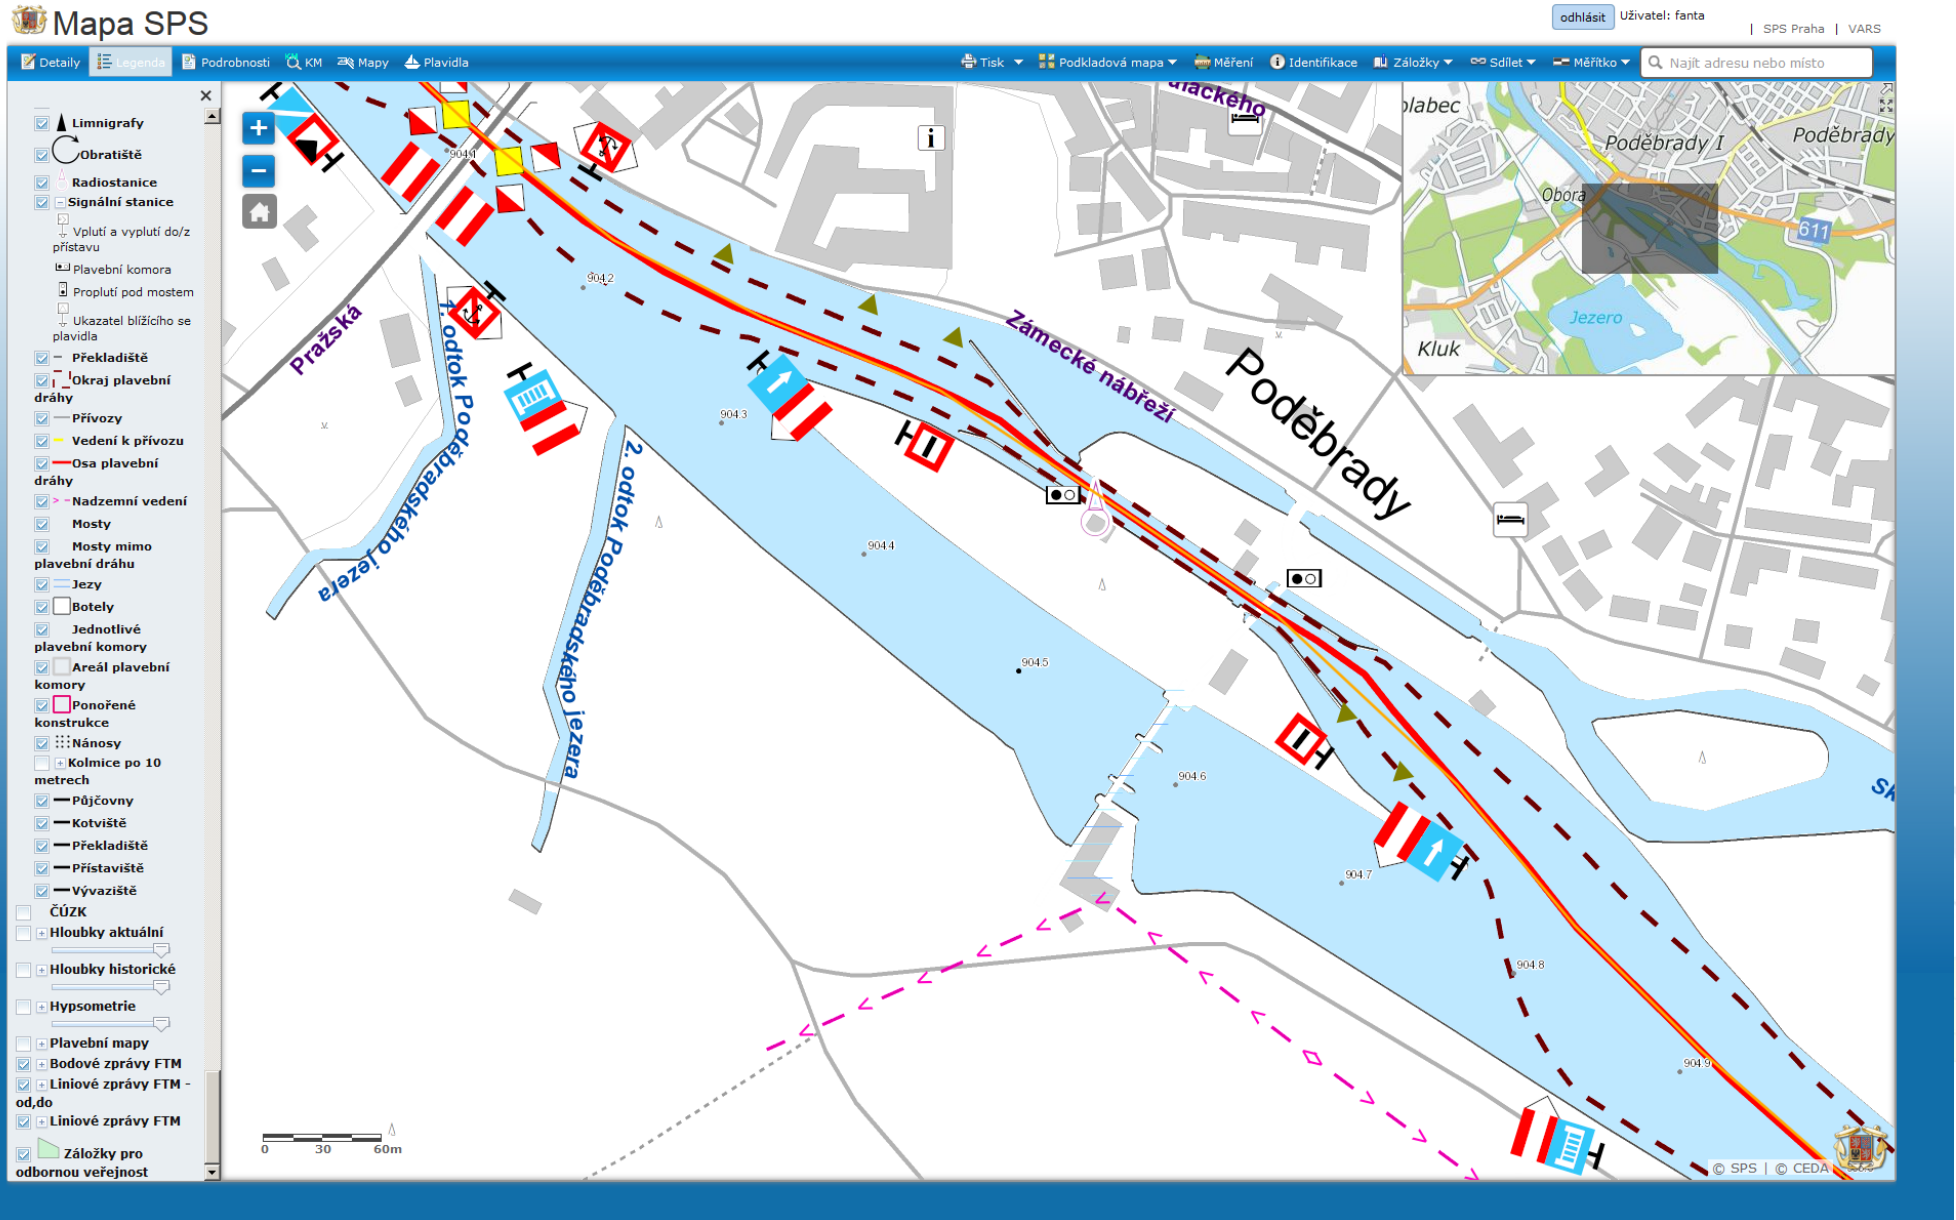 Mapa SPS
odhlásit
Uživatel: fanta
| SPS Praha | VARS
Detaily
Legenda
Podrobnosti
KM
Mapy
Plavidla
Tisk
Podkladová mapa
Měření
Identifikace
Záložky
Sdílet
Měřítko
Najít adresu nebo místo
Limnigrafy
Obratiště
Radiostanice
Signální stanice
Vplutí a vyplutí do/z
přístavu
Plavební komora
Proplutí pod mostem
Ukazatel blížícího se
plavidla
Překladiště
Okraj plavební
dráhy
Přívozy
Vedení k přívozu
Osa plavební
dráhy
Nadzemní vedení
Mosty
Mosty mimo
plavební dráhu
Jezy
Botely
Jednotlivé
plavební komory
Areál plavební
komory
Ponořené
konstrukce
Nánosy
Kolmice po 10
metrech
Půjčovny
Kotviště
Překladiště
Přístaviště
Vývaziště
ČÚZK
Hloubky aktuální
Hloubky historické
Hypsometrie
Plavební mapy
Bodové zprávy FTM
Liniové zprávy FTM -
od,do
Liniové zprávy FTM
Záložky pro
odbornou veřejnost
904.1
904.2
904.3
904.4
904.5
904.6
904.7
904.8
904.9
Pražská
1. odtok Poděbradského jezera
2. odtok Poděbradského jezera
Zámecké nábřeží
Poděbrady
i
Poděbrady I
Poděbrady
Obora
611
Jezero
Kluk
0 30 60m
© SPS | © CEDA